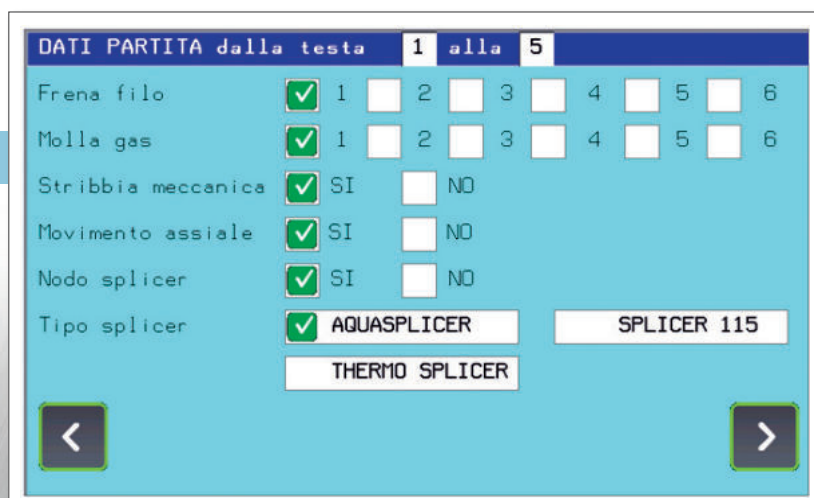 DATI PARTITA dalla testa 1 alla 5
Frena filo 1 2 3 4 5 6
Molla gas 1 2 3 4 5 6
Stribbia meccanica SI NO
Movimento assiale SI NO
Nodo splicer SI NO
Tipo splicer AQUASPLICER SPLICER 115
THERMO SPLICER